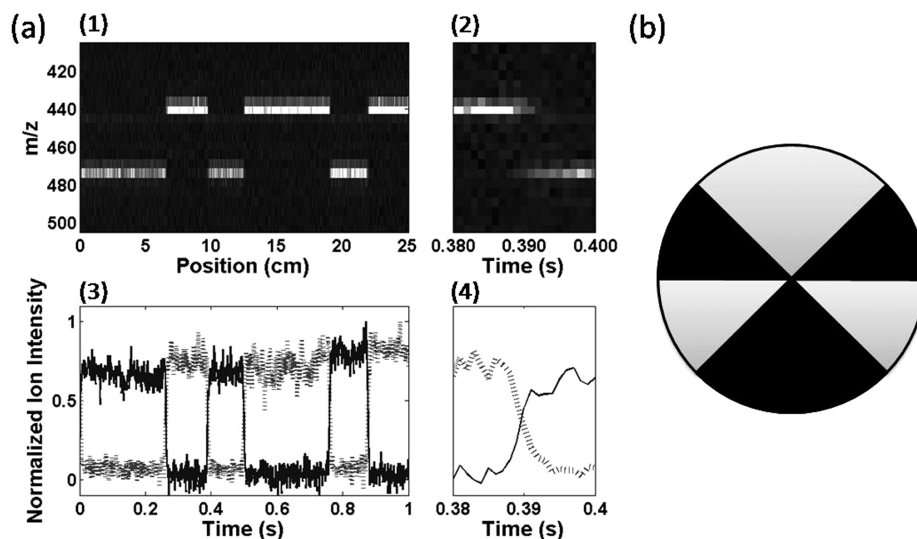 (a)
(1)
(2)
(b)
m/z
420
440
460
480
500
0 5 10 15 20 25
Position (cm)
0.380 0.390 0.400
Time (s)
(3)
(4)
Normalized Ion Intensity
1
0.5
0
0 0.2 0.4 0.6 0.8 1
Time (s)
0.38 0.39 0.4
Time (s)